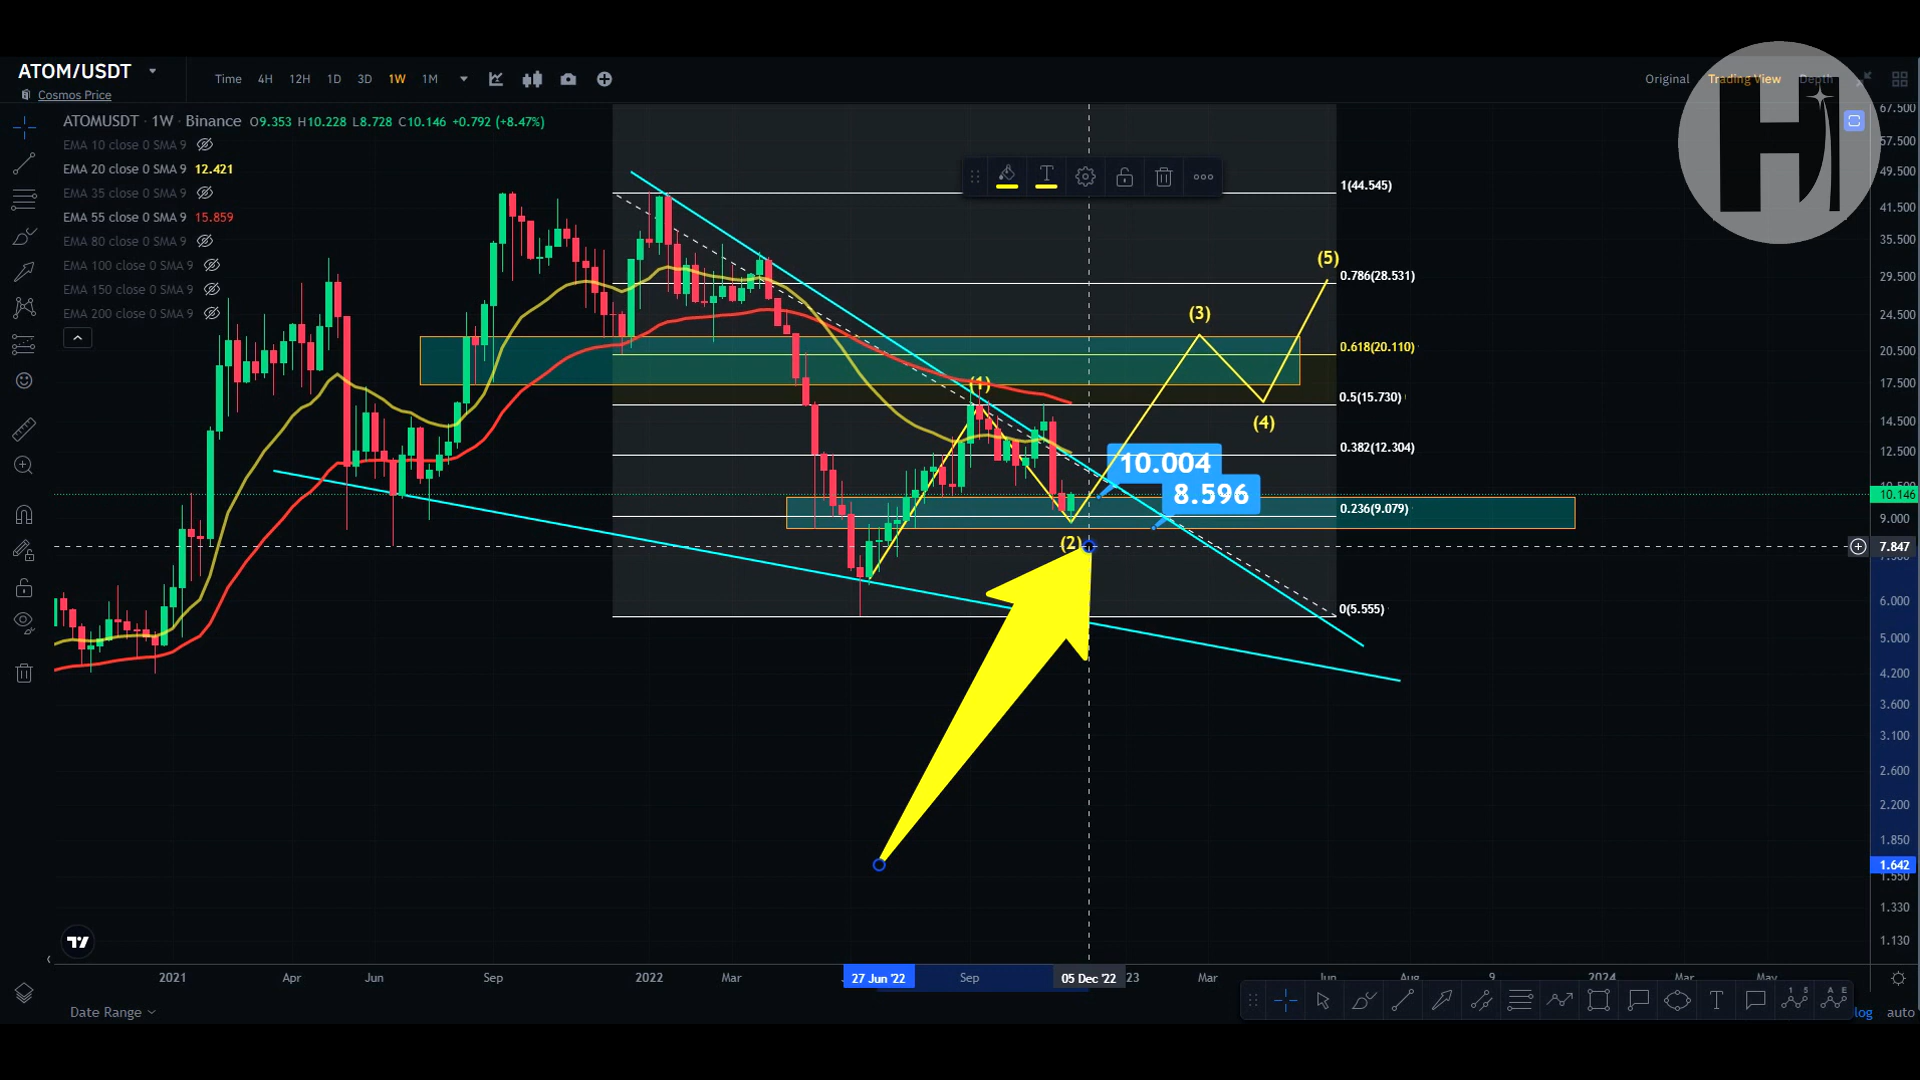 ATOM/USDT
Cosmos Price
Time 4H 12H 1D 3D 1W 1M
Original Trading View Depth
ATOMUSDT · 1W · Binance O9.353 H10.228 L8.728 C10.146 +0.792 (+8.47%)
EMA 10 close 0 SMA 9
EMA 20 close 0 SMA 9 12.421
EMA 35 close 0 SMA 9
EMA 55 close 0 SMA 9 15.859
EMA 80 close 0 SMA 9
EMA 100 close 0 SMA 9
EMA 150 close 0 SMA 9
EMA 200 close 0 SMA 9
H
T
1(44.545)
(5)
0.786(28.531)
(3)
0.618(20.110)
(1)
0.5(15.730)
(4)
0.382(12.304)
10.004
8.596
0.236(9.079)
(2)
0(5.555)
67.500
57.500
49.500
41.500
35.500
29.500
24.500
20.500
17.500
14.500
12.500
10.146
9.000
7.847
6.000
5.000
4.200
3.600
3.100
2.600
2.200
1.850
1.642
1.550
1.330
1.130
2021 Apr Jun Sep 2022 Mar 27 Jun '22 Sep 05 Dec '22 23 Mar Jun Aug 9 2024 Mar May
Date Range
T
log auto